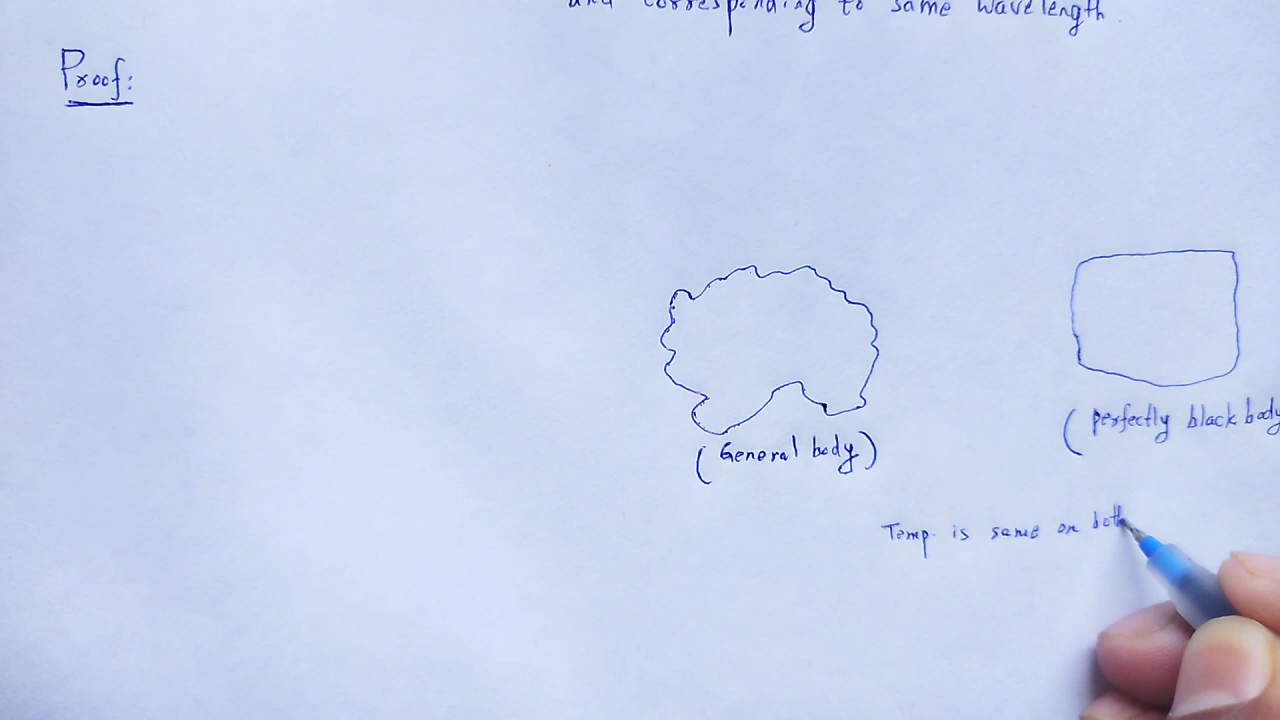 and corresponding to same wavelength
Proof:
(General body)
(perfectly black body
Temp. is same on both